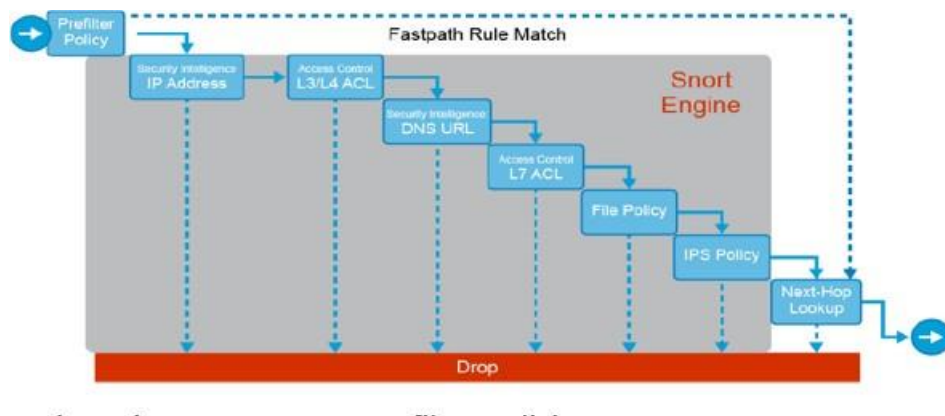 Prefilter
Policy
Fastpath Rule Match
Security Intelligence
IP Address
Access Control
L3/L4 ACL
Snort
Engine
Security Intelligence
DNS URL
Access Control
L7 ACL
File Policy
IPS Policy
Next-Hop
Lookup
Drop